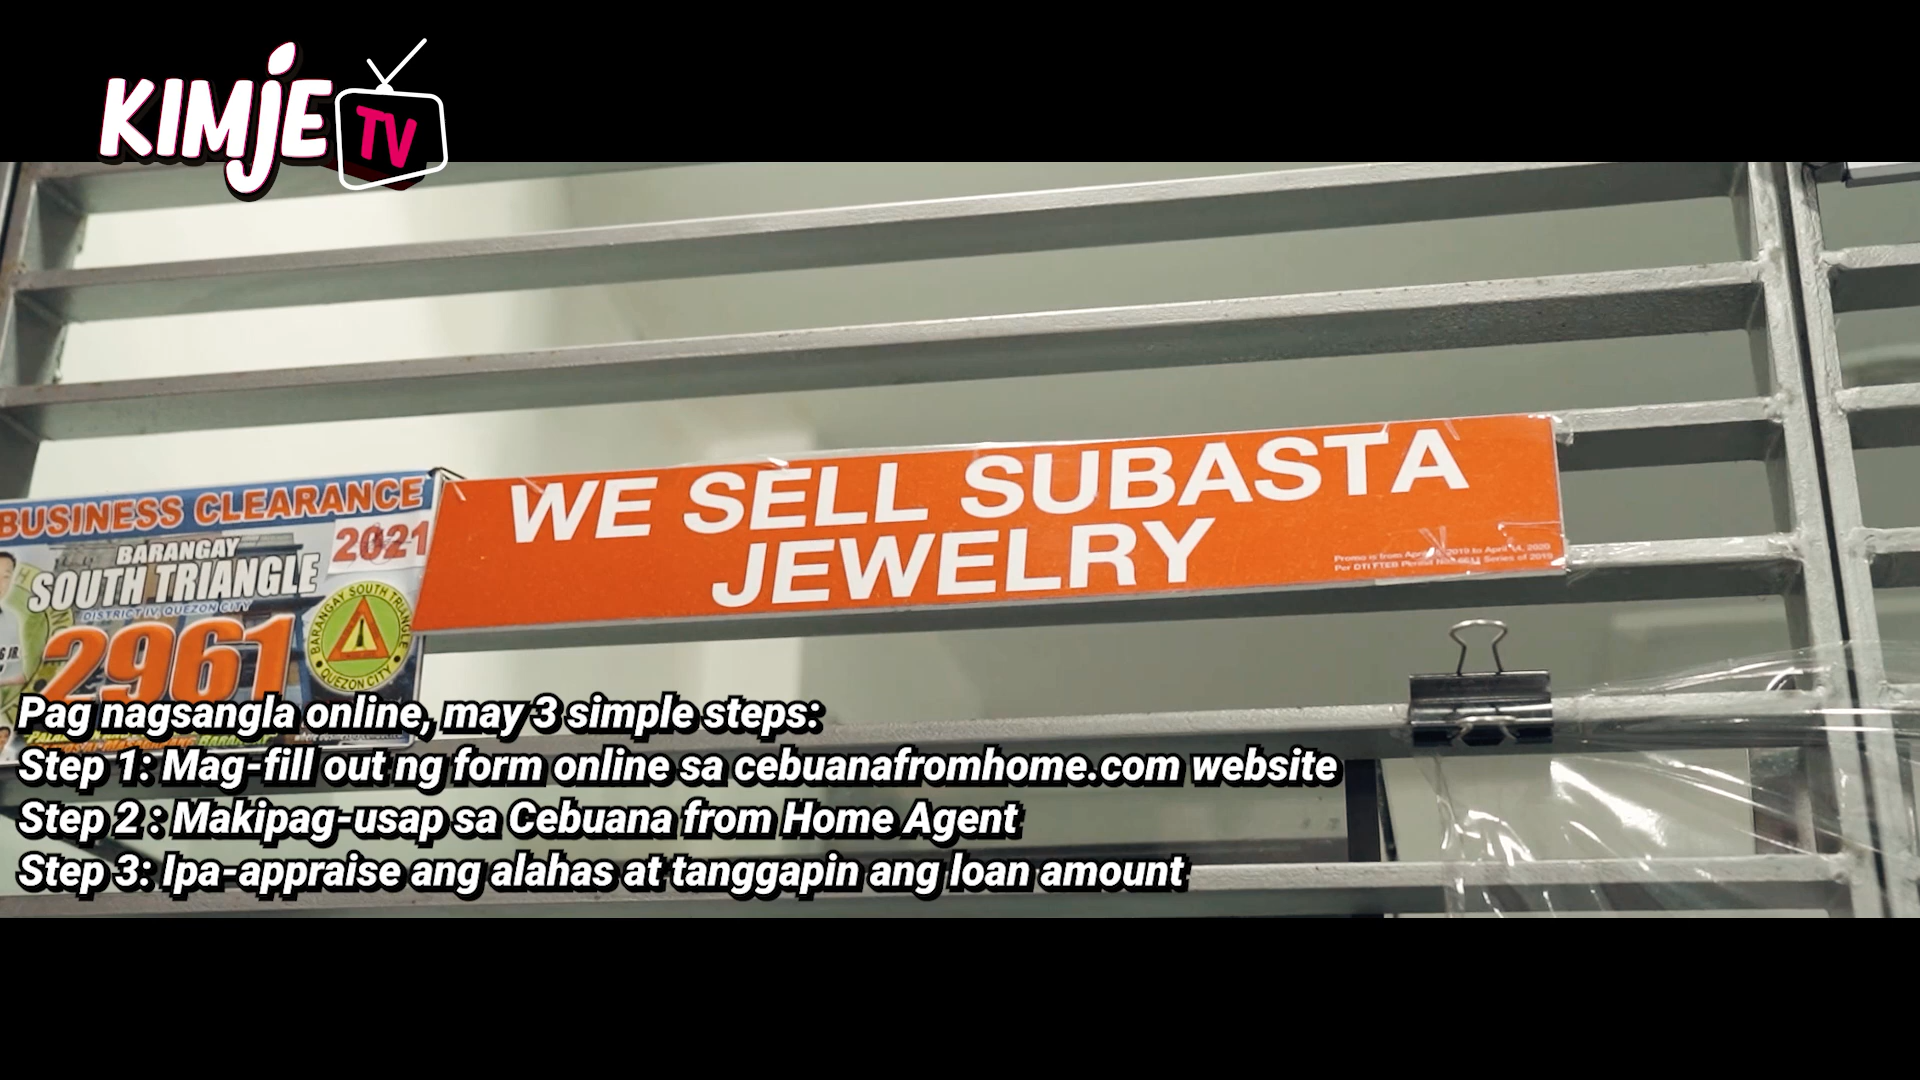 KIMJE TV
WE SELL SUBASTA
JEWELRY
BUSINESS CLEARANCE
2021
BARANGAY
SOUTH TRIANGLE
DISTRICT IV, QUEZON CITY
2961
BARANGAY SOUTH TRIANGLE
QUEZON CITY
Pag nagsangla online, may 3 simple steps:
Step 1: Mag-fill out ng form online sa cebuanafromhome.com website
Step 2 : Makipag-usap sa Cebuana from Home Agent
Step 3: Ipa-appraise ang alahas at tanggapin ang loan amount